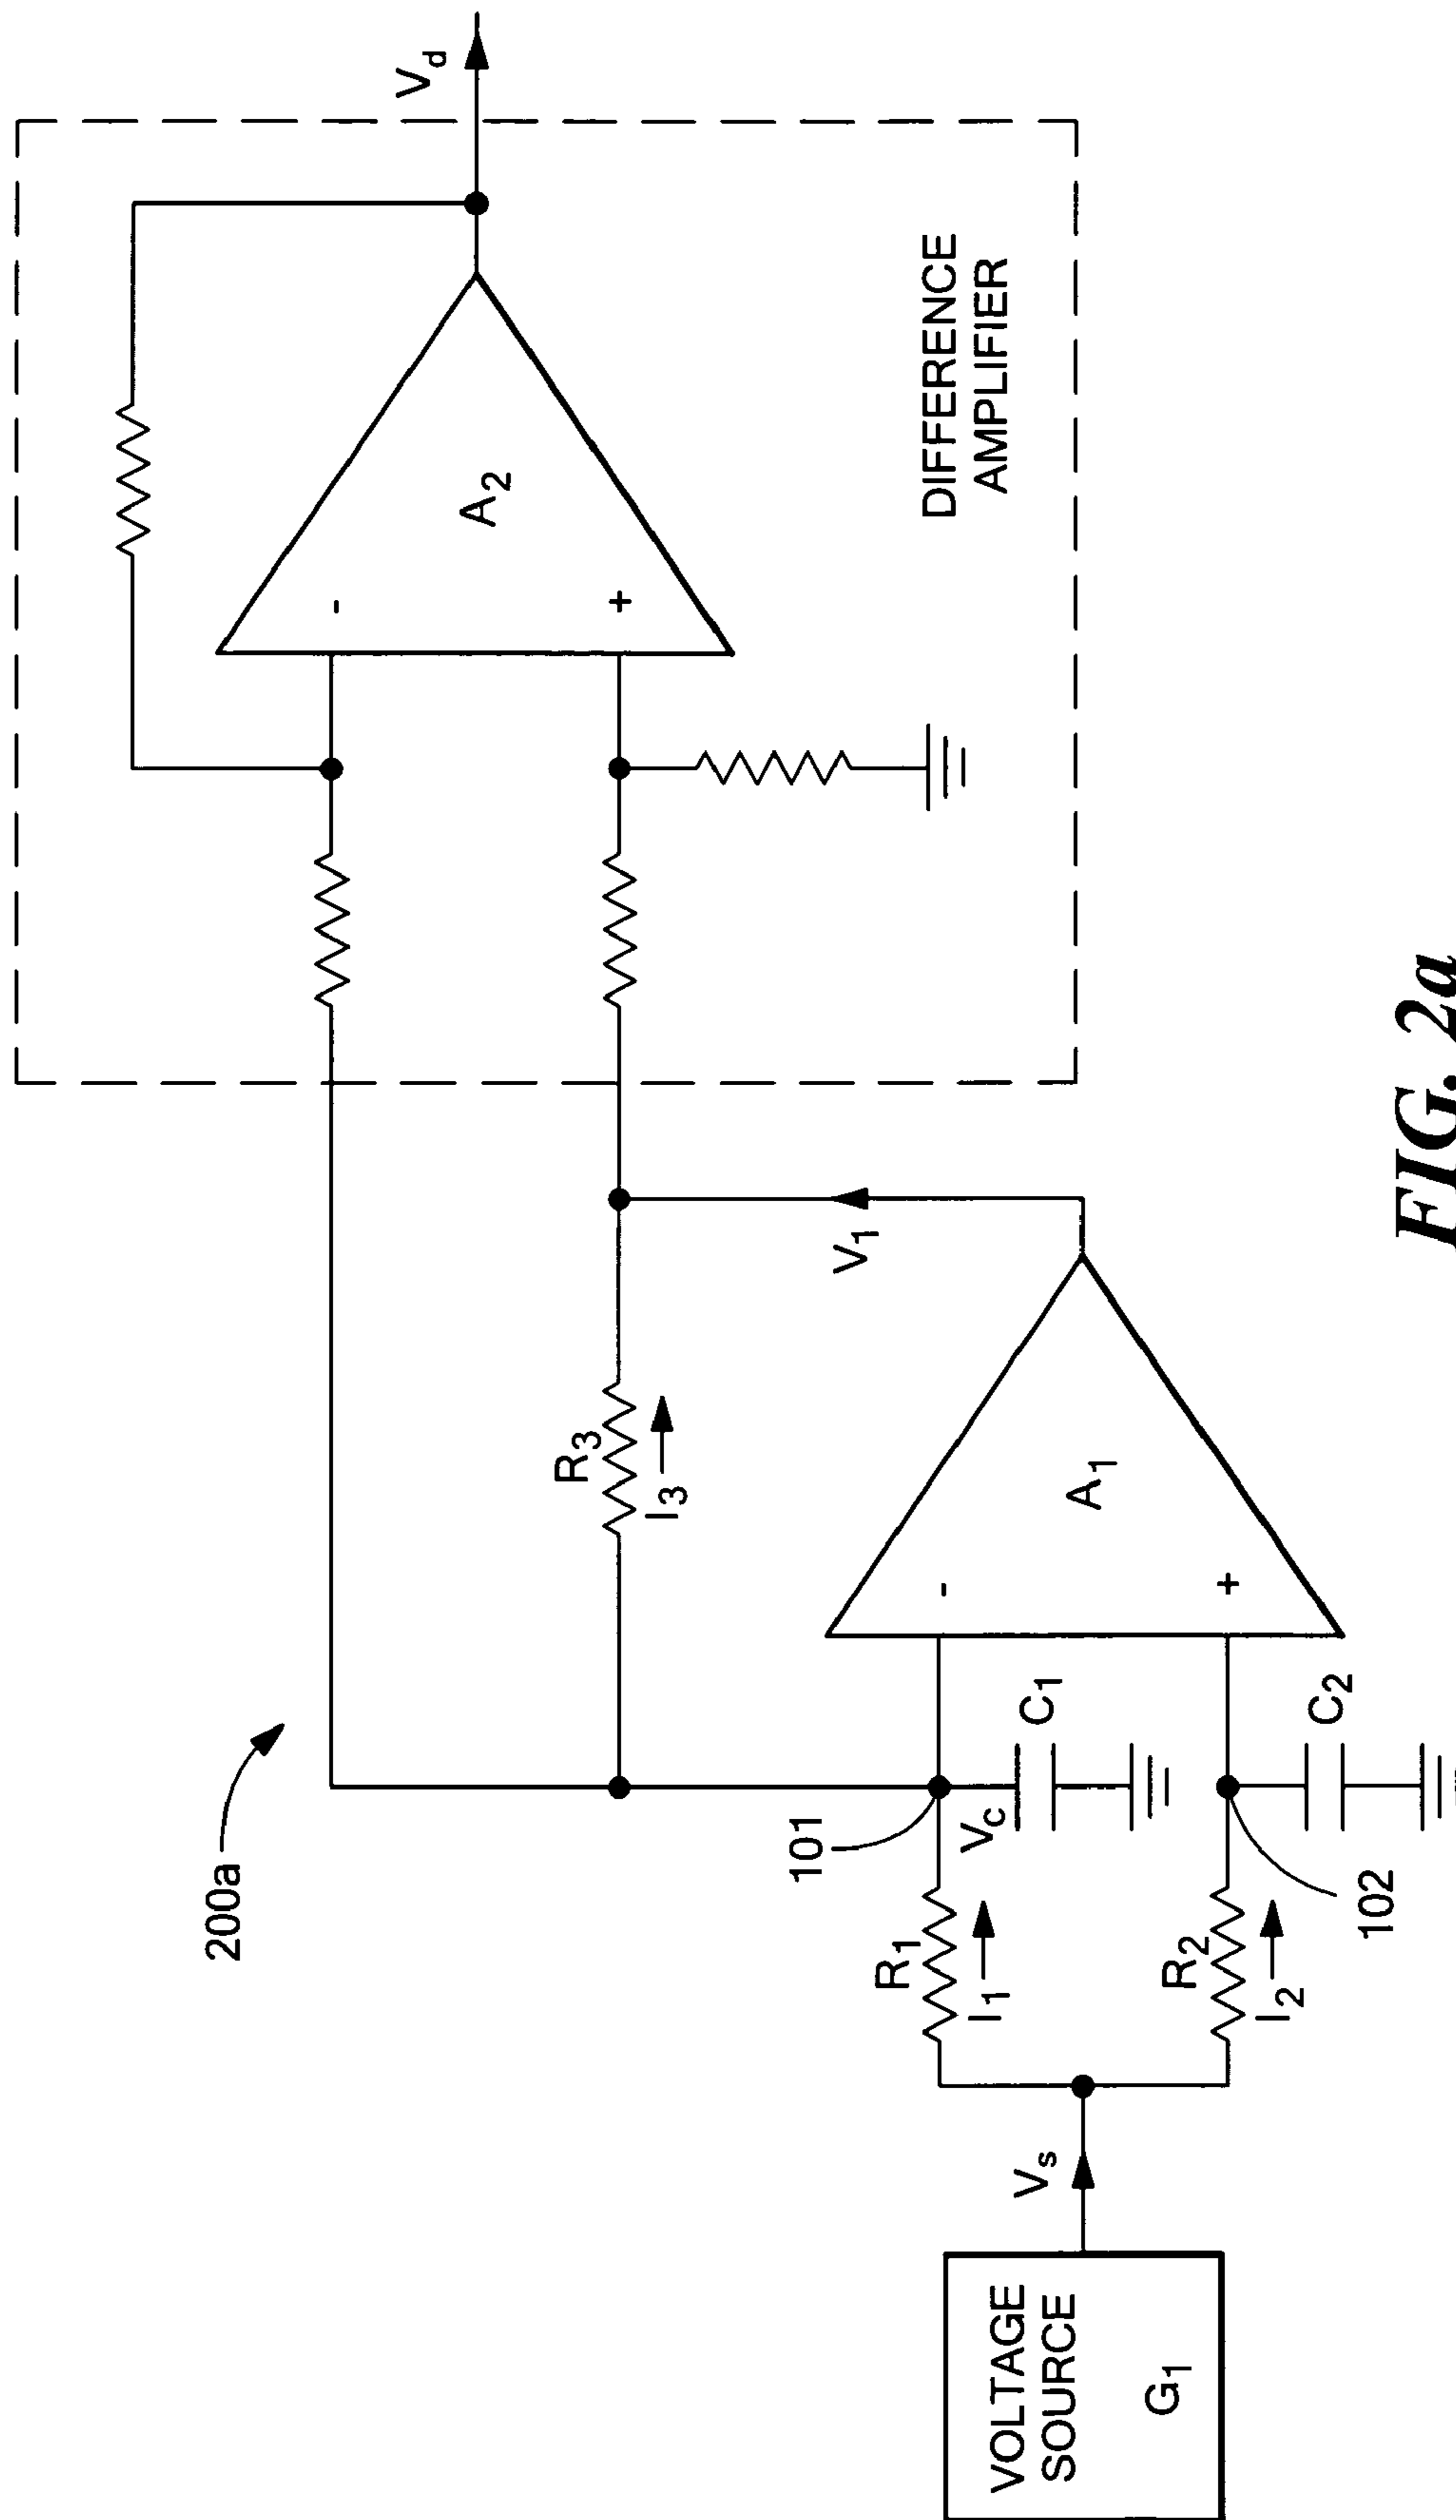 200a
VOLTAGE
SOURCE
G1
Vs
R1
I1
R2
I2
101
Vc
C1
102
C2
-
+
A1
R3
I3
V1
-
+
A2
DIFFERENCE
AMPLIFIER
Vd
FIG. 2a